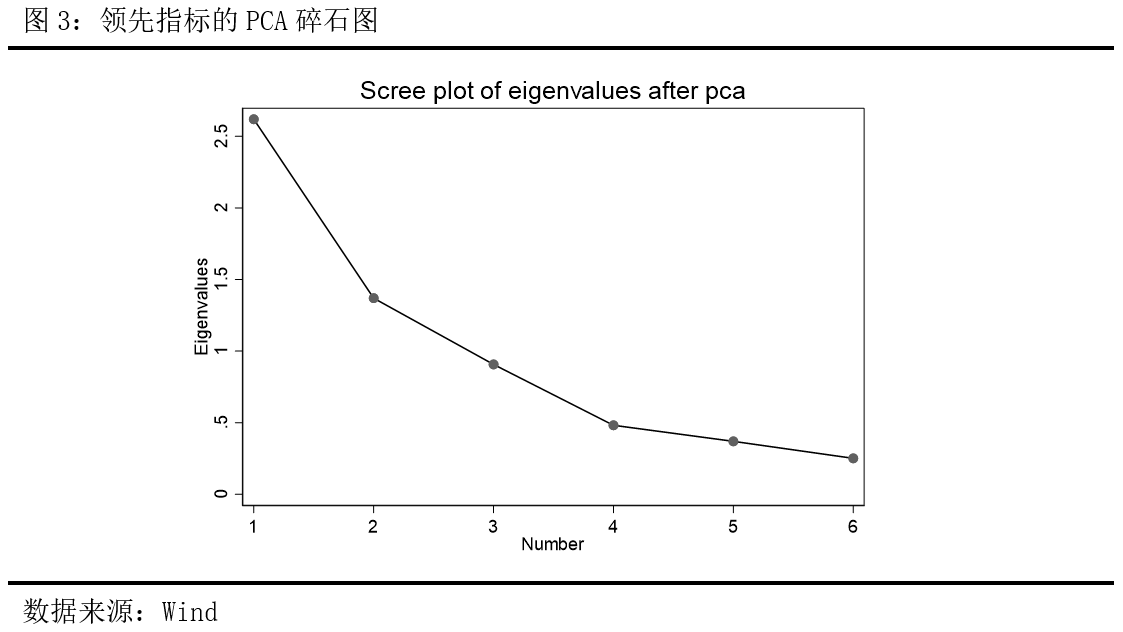 图 3：领先指标的 PCA 碎石图
Scree plot of eigenvalues after pca
2.5
2
1.5
1
.5
0
Eigenvalues
1 2 3 4 5 6
Number
数据来源：Wind